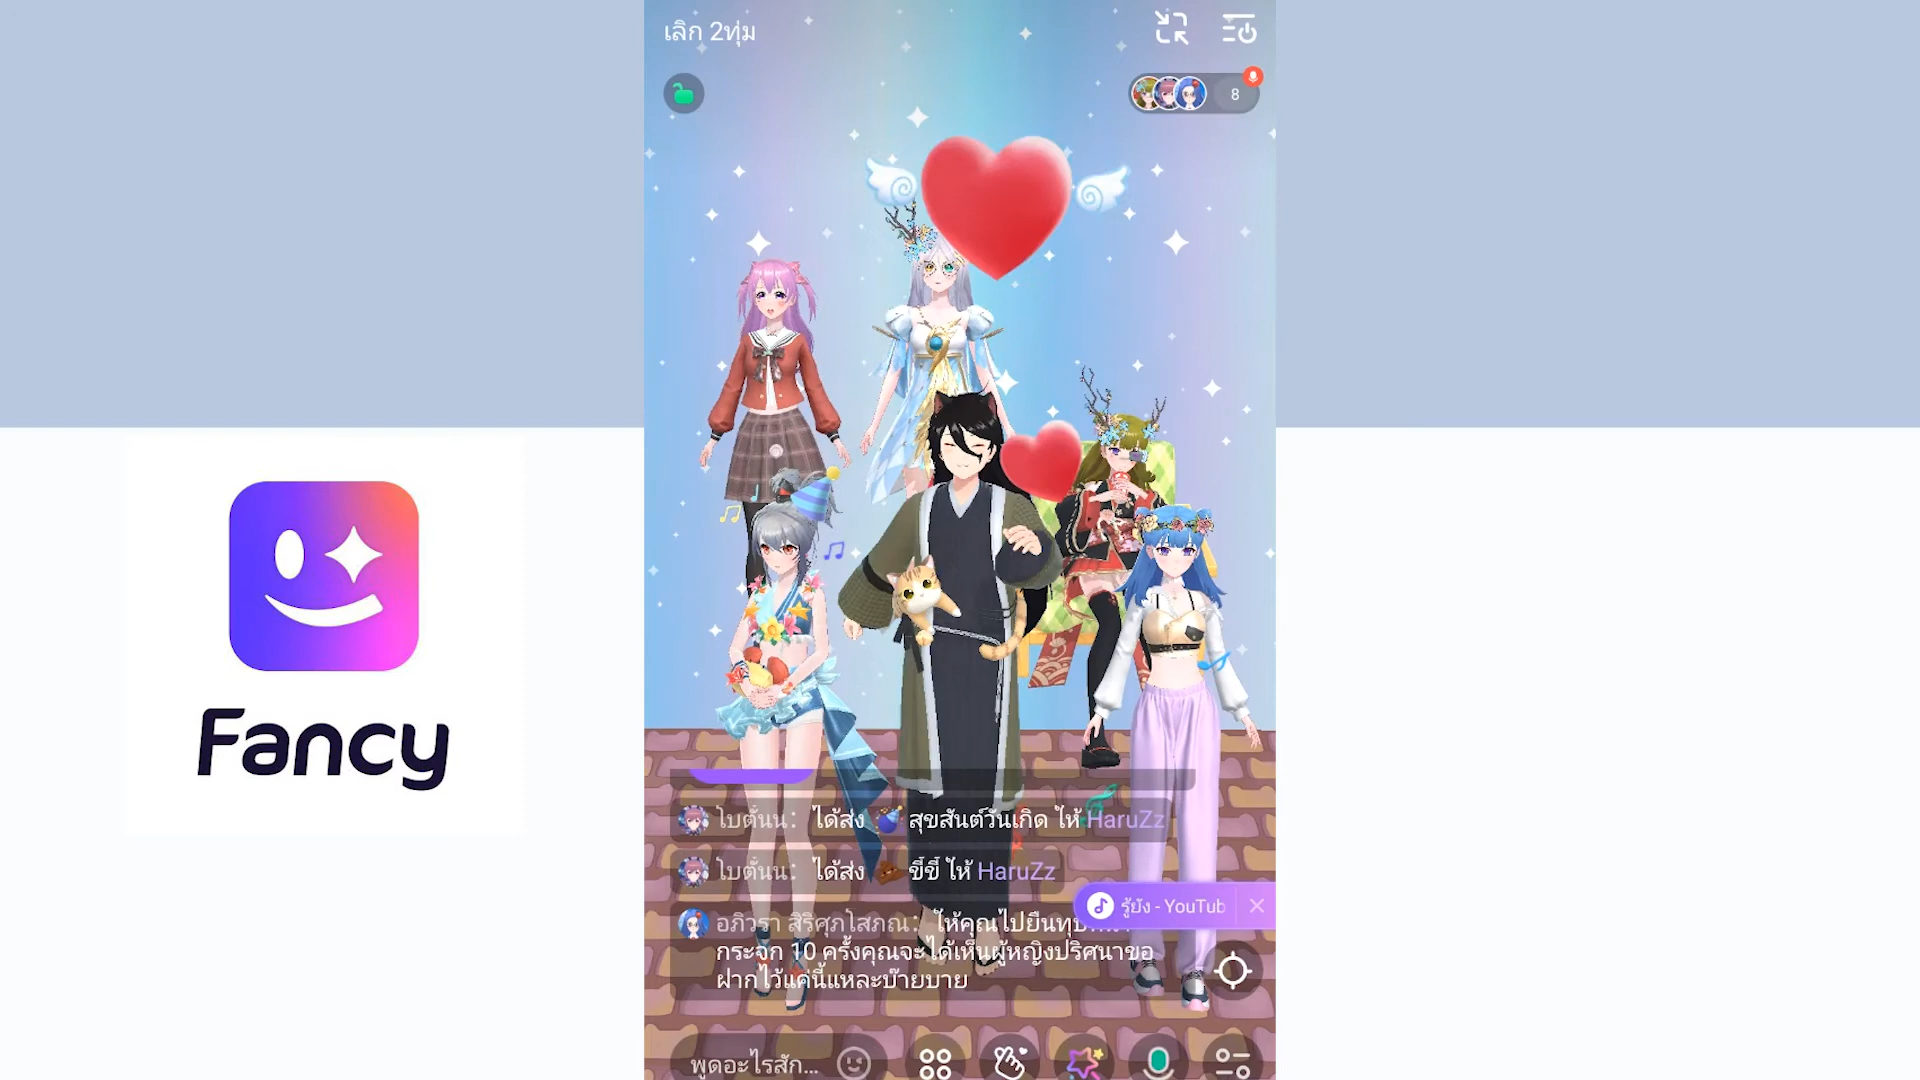 เลิก 2ทุ่ม
8
Fancy
โบตั๋นน: ได้ส่ง สุขสันต์วันเกิด ให้ HaruZz
โบตั๋นน: ได้ส่ง ขี้ขี้ ให้ HaruZz
รู้ยัง - YouTub
อภิวรา สิริศุภโสภณ: ให้คุณไปยืนทุบ
กระจก 10 ครั้งคุณจะได้เห็นผู้หญิงปริศนาขอ
ฝากไว้แค่นี้แหละบ๊ายบาย
พูดอะไรสัก...